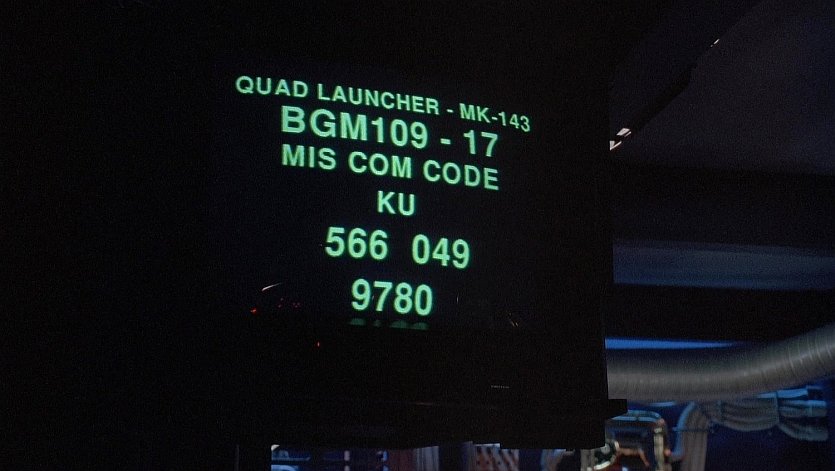 QUAD LAUNCHER - MK-143
BGM109 - 17
MIS COM CODE
KU
566 049
9780